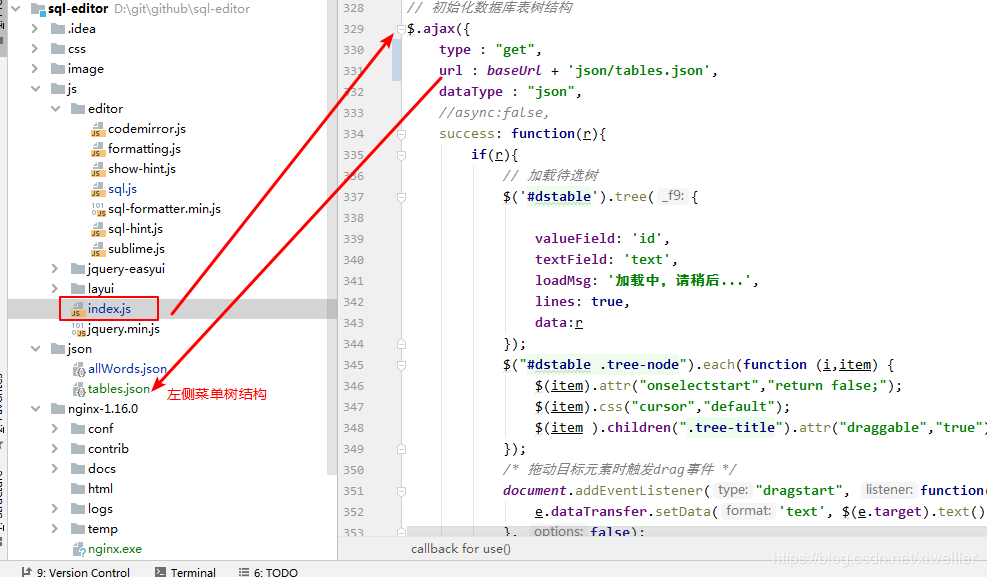 sql-editor D:\git\github\sql-editor
.idea
css
image
js
editor
codemirror.js
formatting.js
show-hint.js
sql.js
sql-formatter.min.js
sql-hint.js
sublime.js
jquery-easyui
layui
index.js
jquery.min.js
json
allWords.json
tables.json
左侧菜单树结构
nginx-1.16.0
conf
contrib
docs
html
logs
temp
nginx.exe
328 // 初始化数据库表树结构
329 $.ajax({
330 type : "get",
331 url : baseUrl + 'json/tables.json',
332 dataType : "json",
333 //async:false,
334 success: function(r){
335 if(r){
336 // 加载待选树
337 $('#dstable').tree( _f9: {
338
339 valueField: 'id',
340 textField: 'text',
341 loadMsg: '加载中，请稍后...',
342 lines: true,
343 data:r
344 });
345 $("#dstable .tree-node").each(function (i,item) {
346 $(item).attr("onselectstart","return false;");
347 $(item).css("cursor","default");
348 $(item ).children(".tree-title").attr("draggable","true")
349 });
350 /* 拖动目标元素时触发drag事件 */
351 document.addEventListener( type: "dragstart", listener: function(
352 e.dataTransfer.setData( format: 'text', $(e.target).text()
353 }, options: false);
callback for use()
https://blog.csdn.net/xiweiller
9: Version Control Terminal 6: TODO